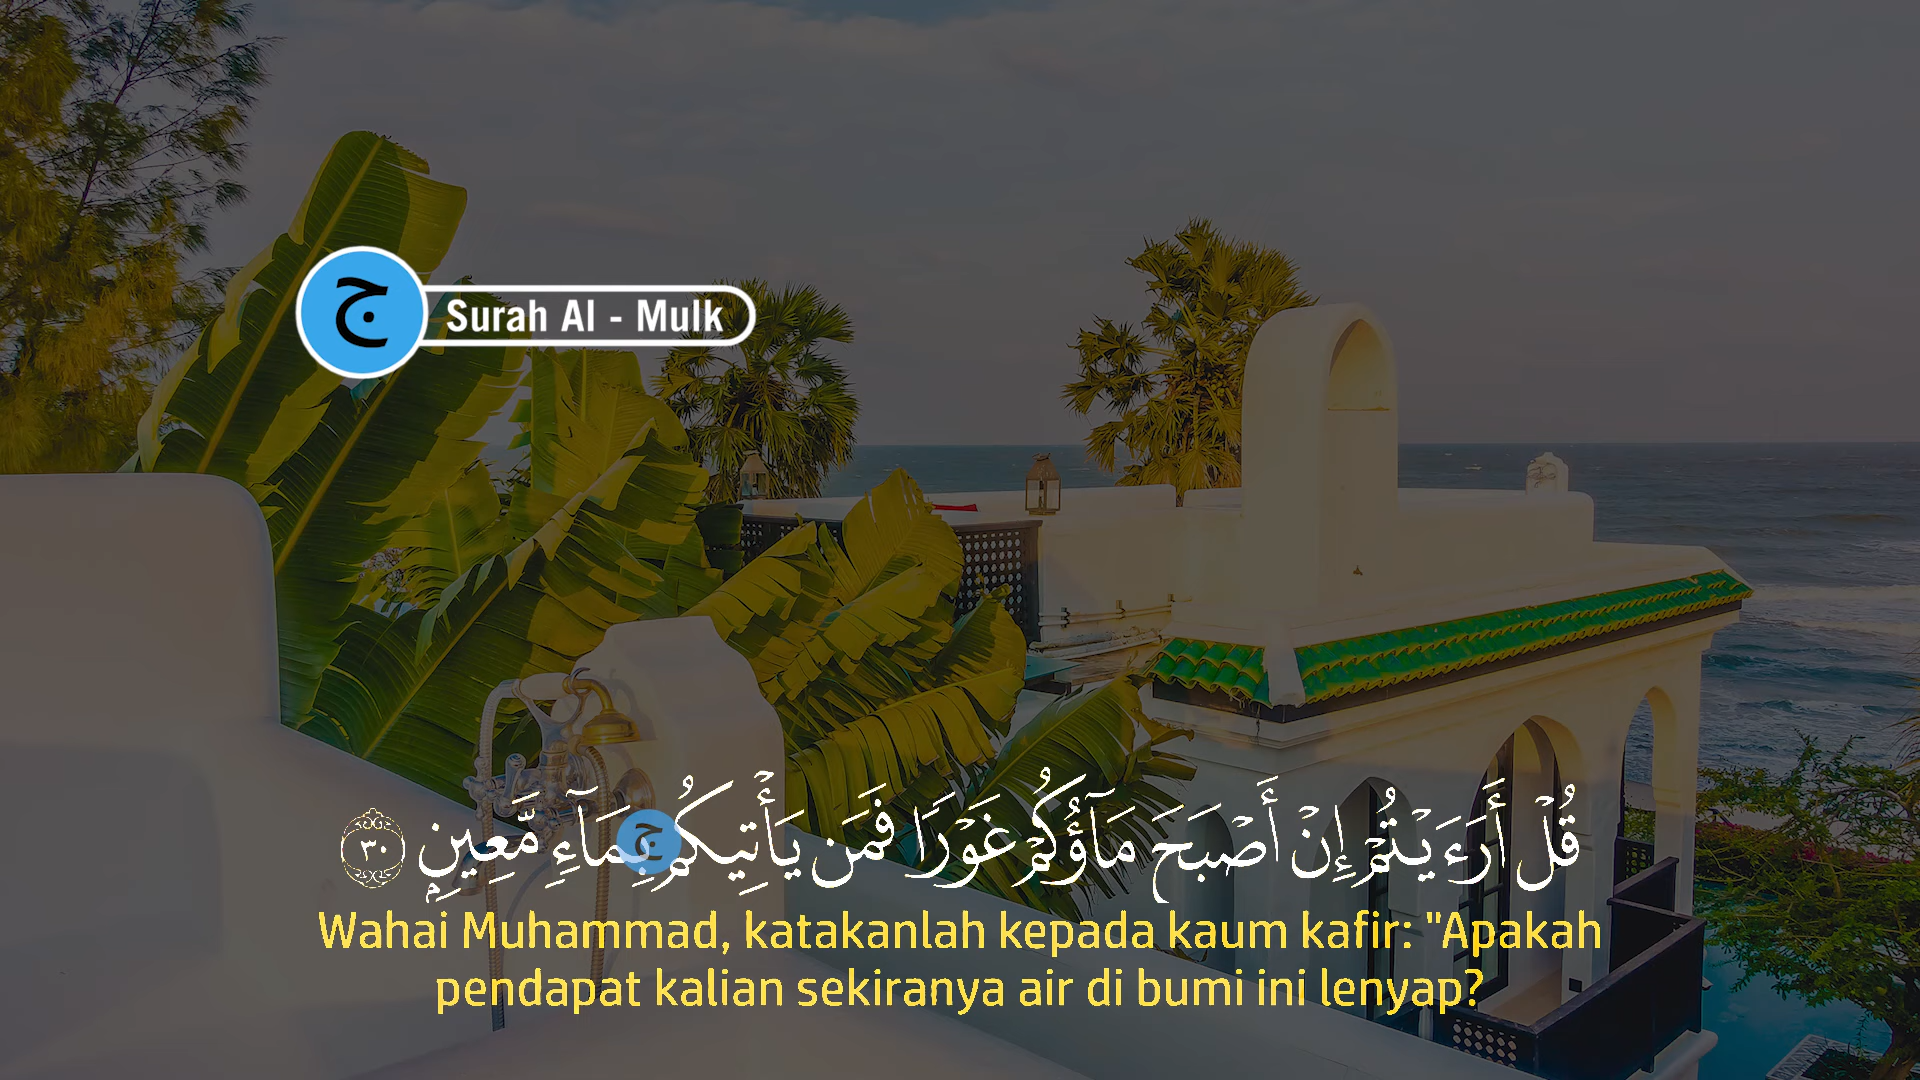 ج
Surah Al - Mulk
قُلْ أَرَءَيْتُمْ إِنْ أَصْبَحَ مَآؤُكُمْ غَوْرًا فَمَن يَأْتِيكُم بِمَآءٍ مَّعِينٍۭ ٣٠
ج
Wahai Muhammad, katakanlah kepada kaum kafir: "Apakah
pendapat kalian sekiranya air di bumi ini lenyap?